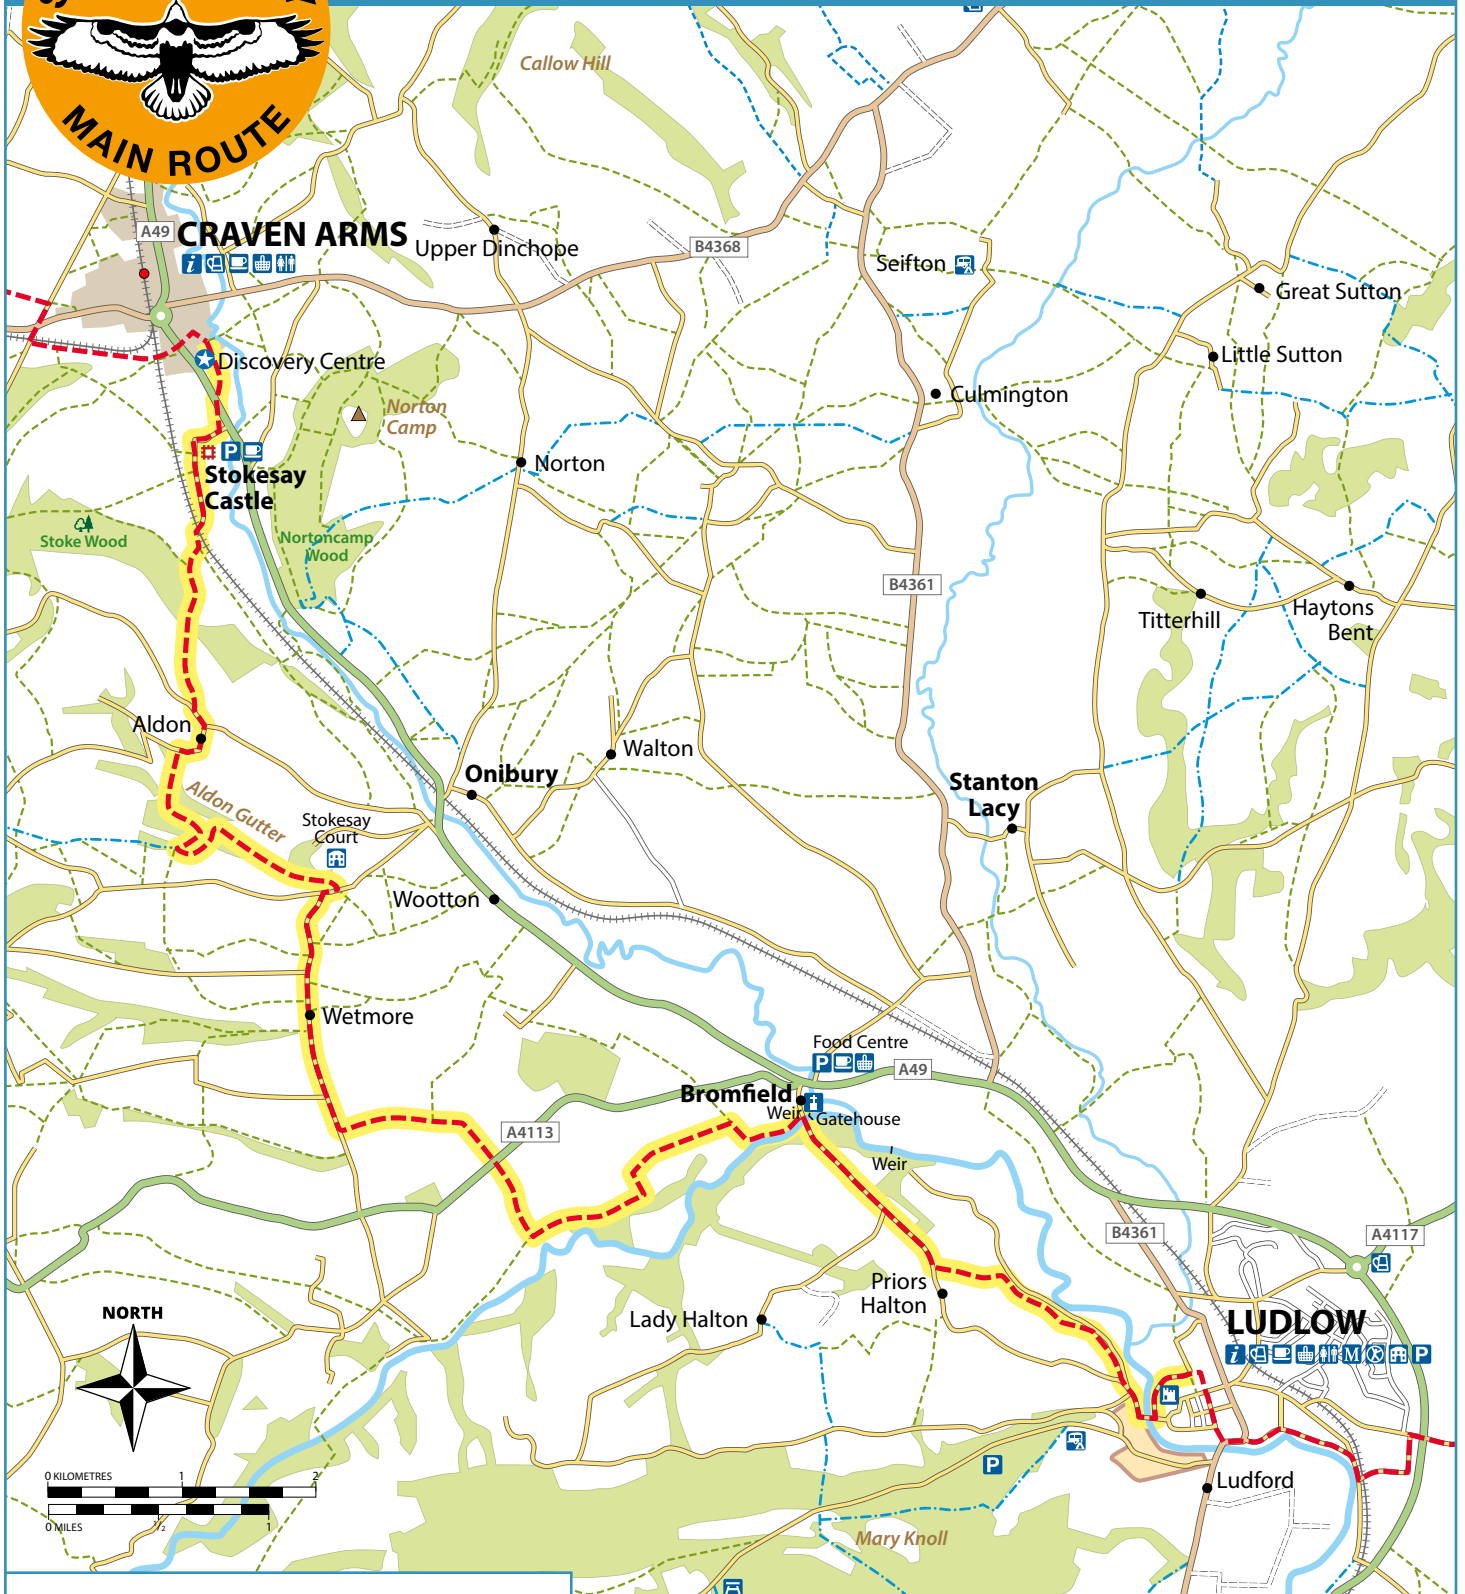 MAIN ROUTE
Callow Hill
A49
CRAVEN ARMS
Upper Dinchope
B4368
Seifton
Great Sutton
Discovery Centre
Little Sutton
Norton
Camp
Culmington
Norton
Stokesay
Castle
Stoke Wood
Nortoncamp
Wood
B4361
Titterhill
Haytons
Bent
Aldon
Walton
Onibury
Stanton
Lacy
Aldon Gutter
Stokesay
Court
Wootton
Wetmore
Food Centre
P
A49
Bromfield
Weir
Gatehouse
A4113
Weir
B4361
A4117
Priors
Halton
Lady Halton
NORTH
LUDLOW
i M P
P
Ludford
0 KILOMETRES 1 2
0 MILES 1/2 1
Mary Knoll
i
P